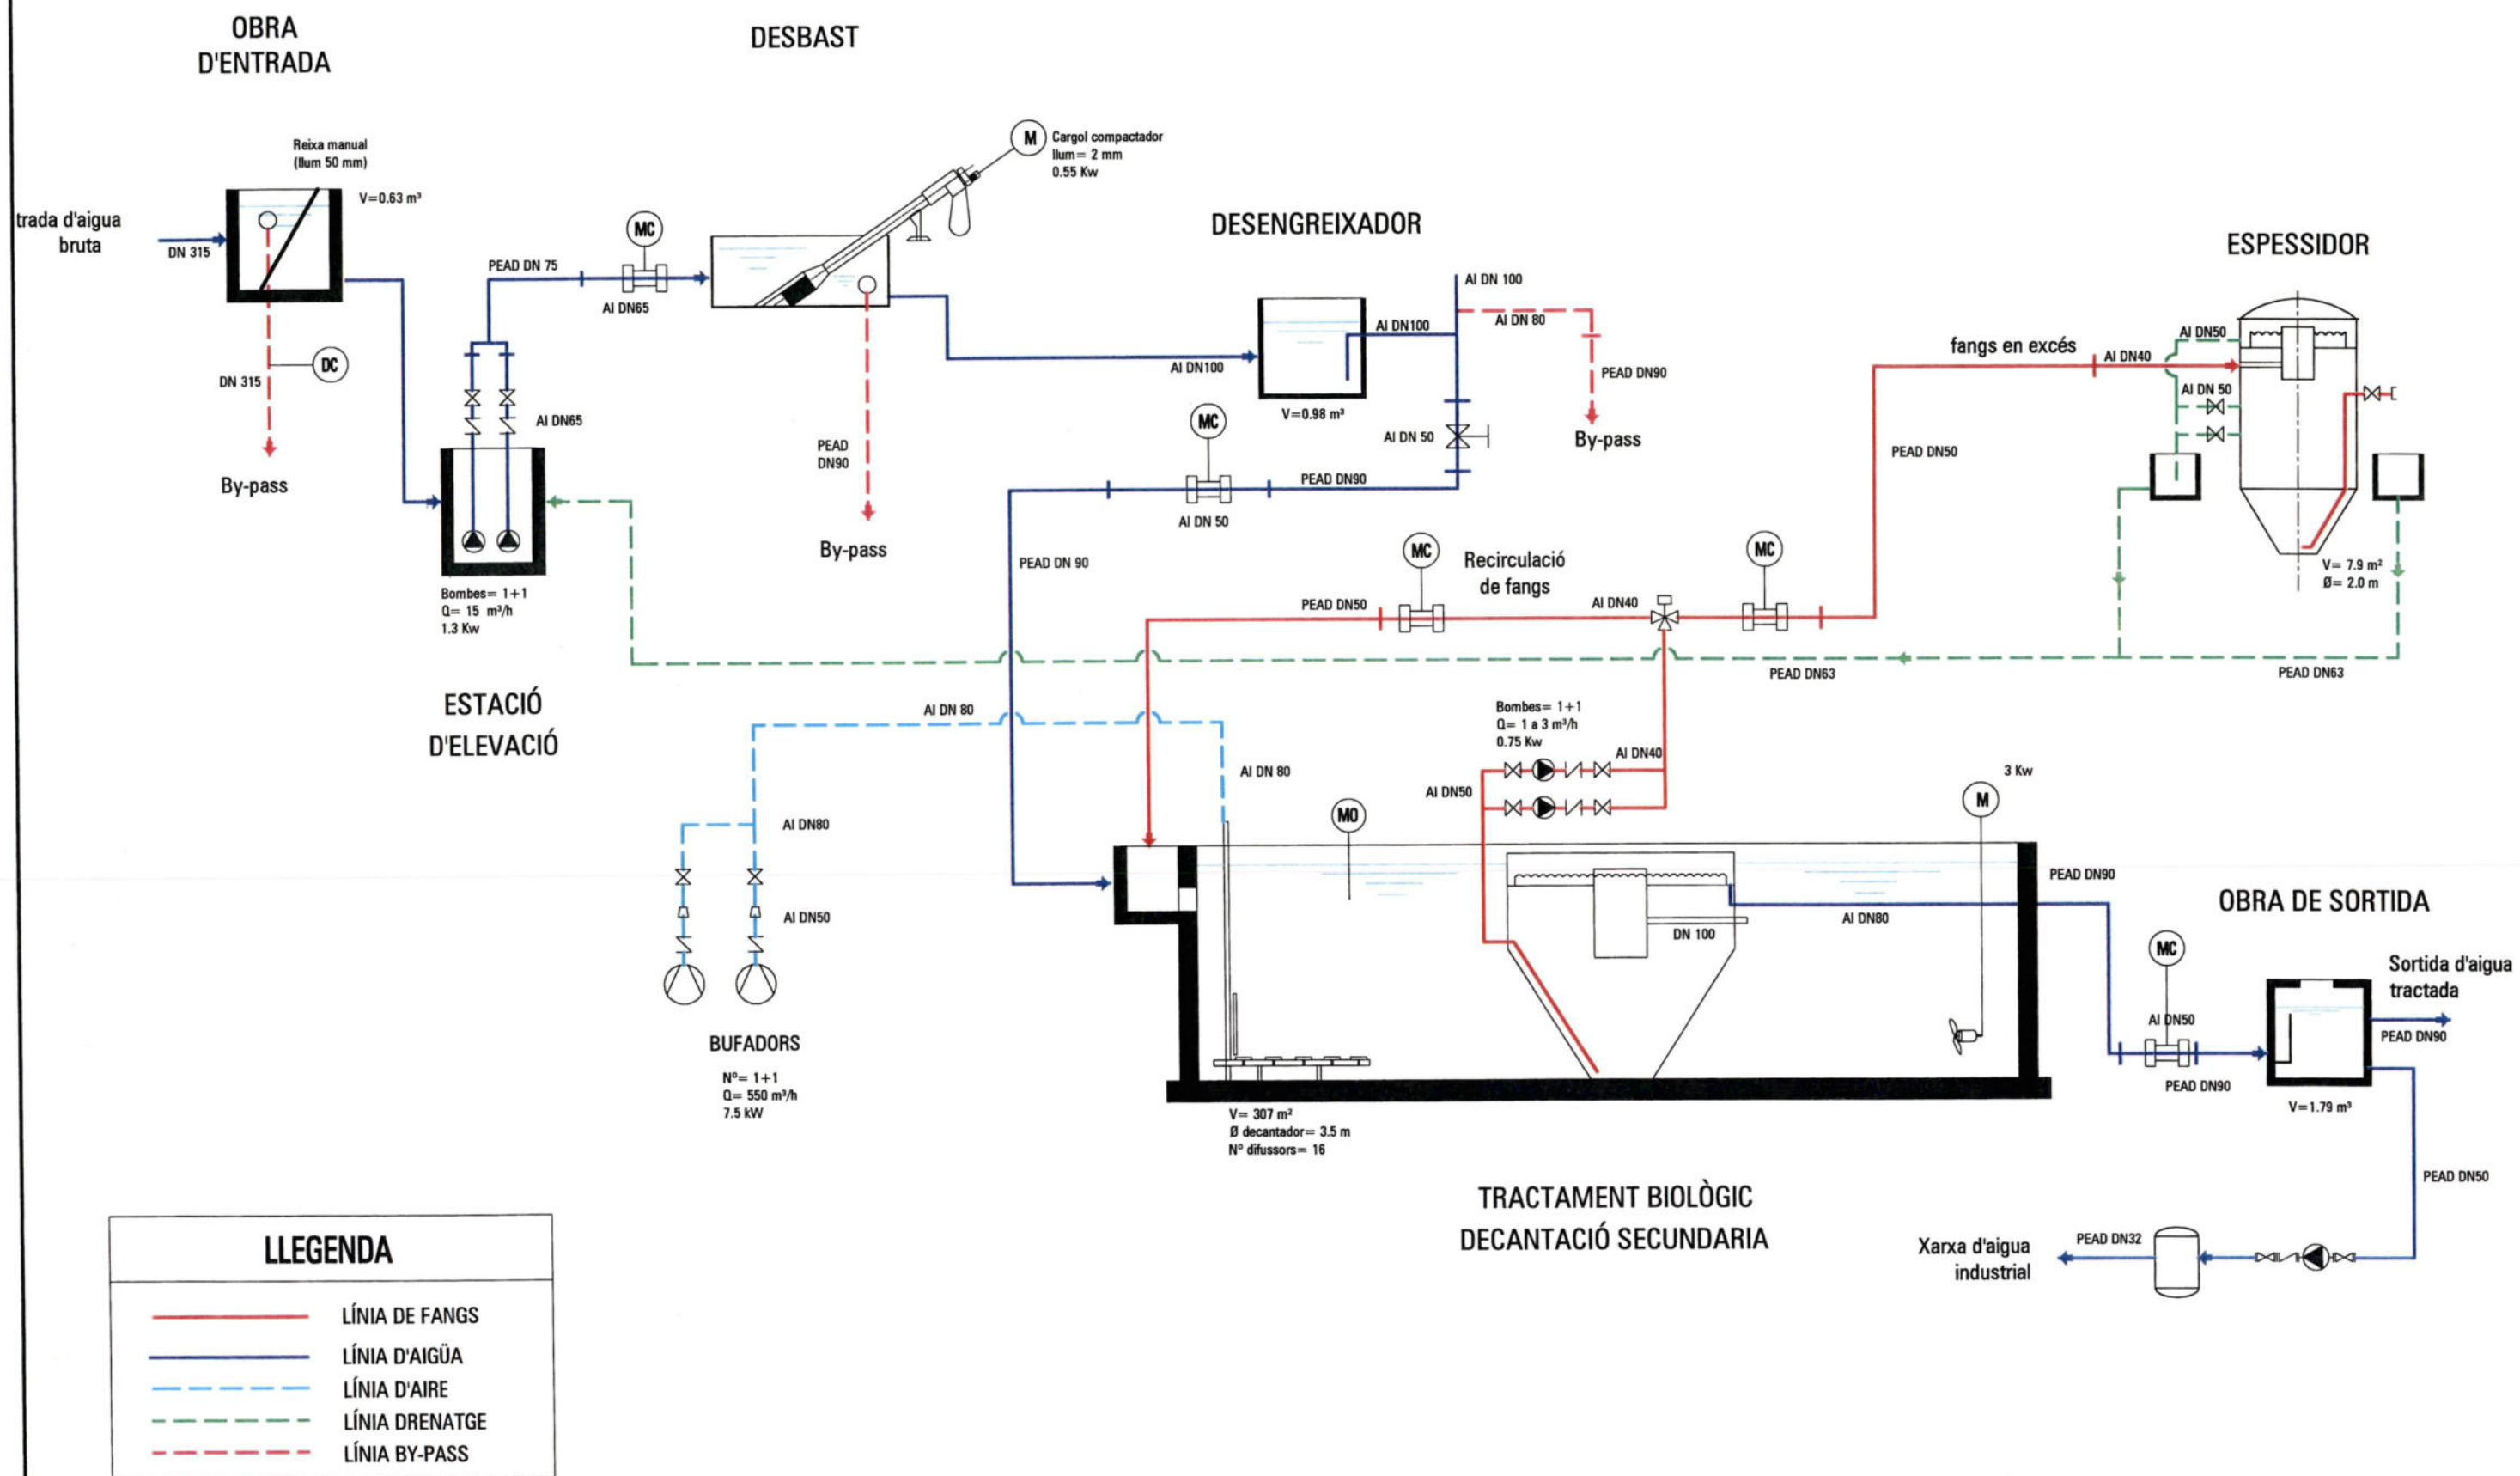 OBRA
D'ENTRADA
DESBAST
Reixa manual
(llum 50 mm)
V=0.63 m³
trada d'aigua
bruta
DN 315
DN 315
DC
By-pass
PEAD DN 75
MC
AI DN65
AI DN65
Bombes= 1+1
Q= 15 m³/h
1.3 Kw
ESTACIÓ
D'ELEVACIÓ
M
Cargol compactador
llum= 2 mm
0.55 Kw
PEAD
DN90
By-pass
DESENGREIXADOR
AI DN100
AI DN100
V=0.98 m³
AI DN 100
AI DN 80
PEAD DN90
By-pass
AI DN 50
MC
PEAD DN90
AI DN 50
PEAD DN 90
ESPESSIDOR
fangs en excés
AI DN40
AI DN50
AI DN 50
PEAD DN50
V= 7.9 m²
Ø= 2.0 m
MC
Recirculació
de fangs
PEAD DN50
AI DN40
MC
PEAD DN63
PEAD DN63
AI DN 80
AI DN 80
AI DN80
AI DN50
BUFADORS
Nº= 1+1
Q= 550 m³/h
7.5 kW
Bombes= 1+1
Q= 1 a 3 m³/h
0.75 Kw
AI DN40
AI DN50
MO
3 Kw
M
DN 100
AI DN80
PEAD DN90
V= 307 m²
Ø decantador= 3.5 m
Nº difussors= 16
TRACTAMENT BIOLÒGIC
DECANTACIÓ SECUNDARIA
OBRA DE SORTIDA
MC
AI DN50
PEAD DN90
Sortida d'aigua
tractada
PEAD DN90
V=1.79 m³
PEAD DN50
Xarxa d'aigua
industrial
PEAD DN32
LLEGENDA
LÍNIA DE FANGS
LÍNIA D'AIGÜA
LÍNIA D'AIRE
LÍNIA DRENATGE
LÍNIA BY-PASS